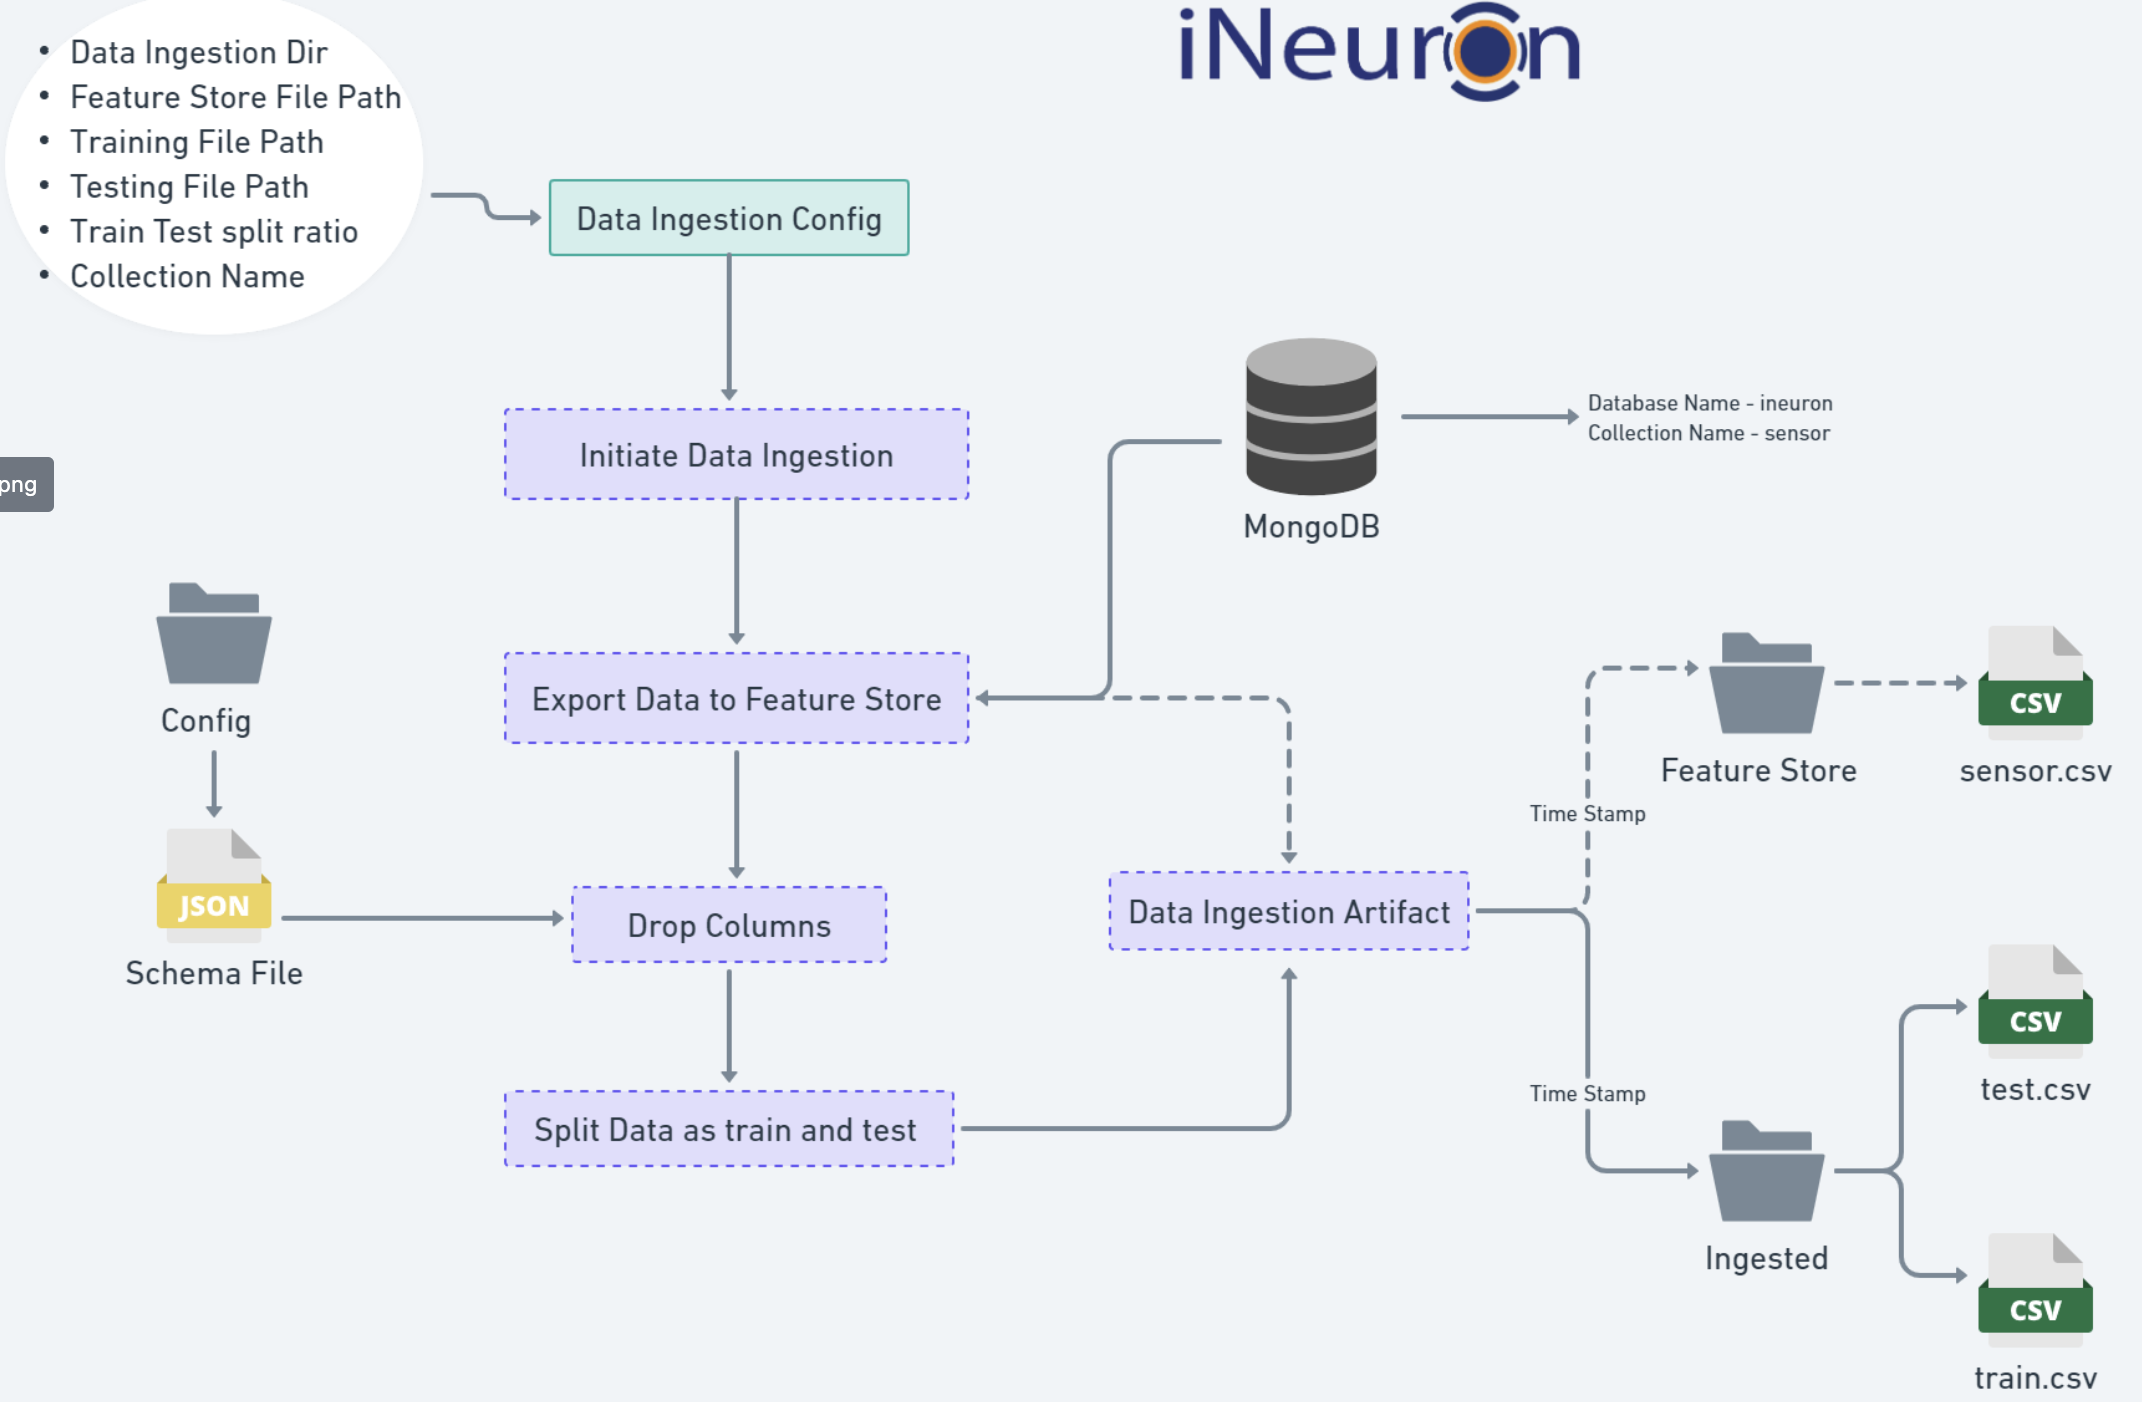 iNeuron
• Data Ingestion Dir
• Feature Store File Path
• Training File Path
• Testing File Path
• Train Test split ratio
• Collection Name
Data Ingestion Config
Initiate Data Ingestion
Database Name - ineuron
Collection Name - sensor
MongoDB
png
Config
Export Data to Feature Store
Feature Store
CSV
sensor.csv
Time Stamp
JSON
Schema File
Drop Columns
Data Ingestion Artifact
CSV
test.csv
Time Stamp
Split Data as train and test
Ingested
CSV
train.csv